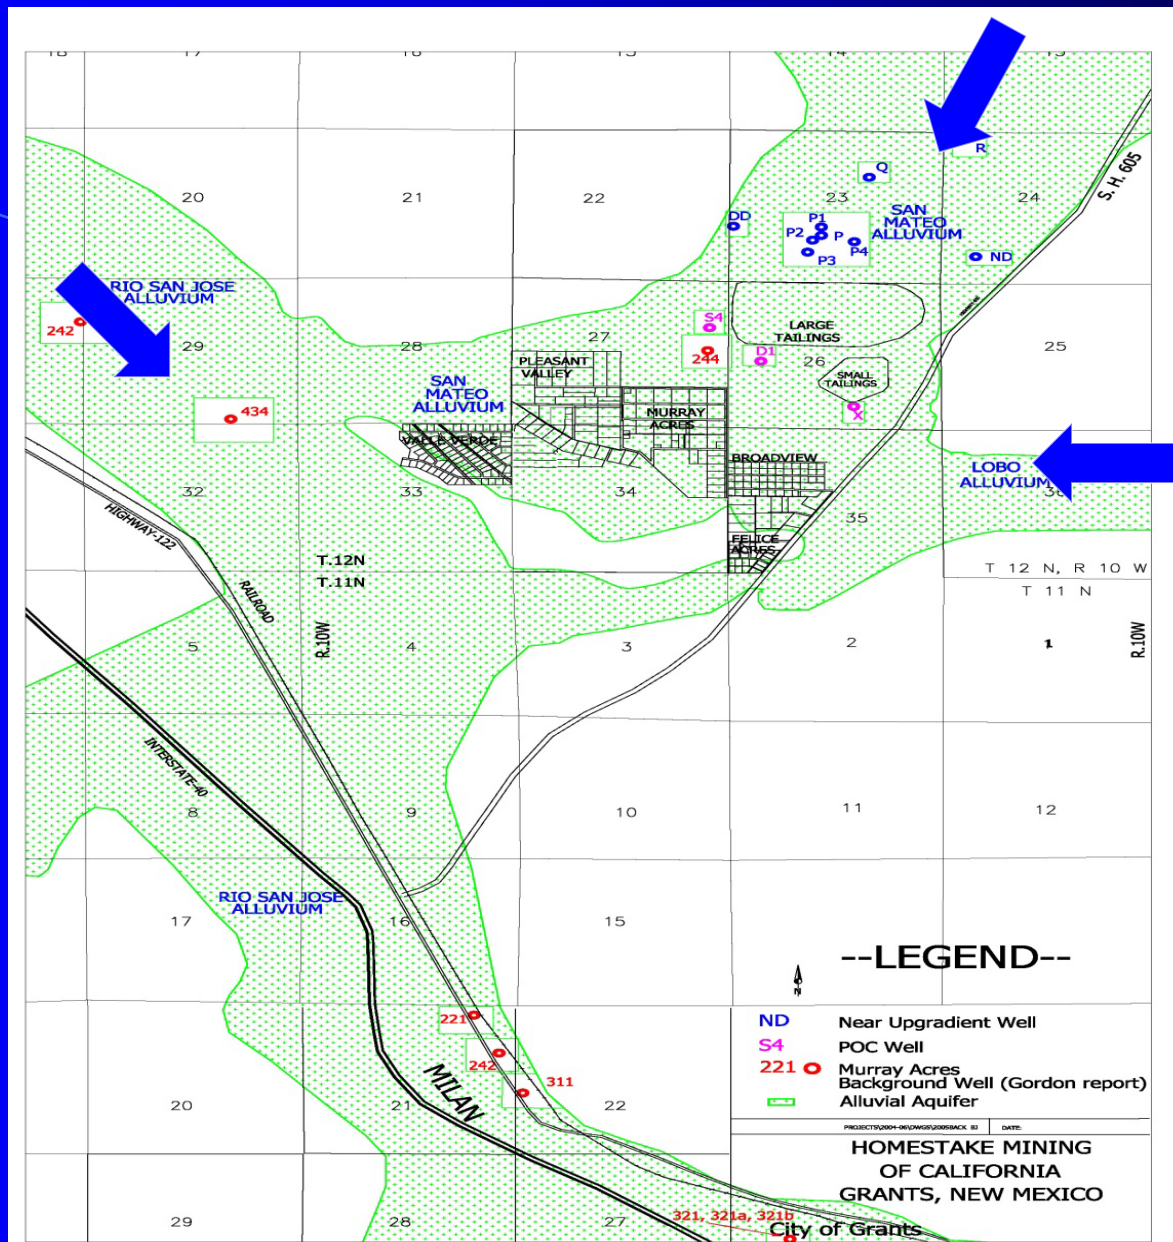 18
17
16
15
14
13
R
S. H. 605
Q
20
21
22
23
24
SAN
MATEO
ALLUVIUM
DD
P1
P2
P
P4
P3
ND
RIO SAN JOSE
ALLUVIUM
242
29
28
27
S4
244
D1
LARGE
TAILINGS
26
SMALL
TAILINGS
X
25
PLEASANT
VALLEY
SAN
MATEO
ALLUVIUM
434
MURRAY
ACRES
VALLE VERDE
BROADVIEW
LOBO
ALLUVIUM
36
32
33
34
35
HIGHWAY-122
FELICE
ACRES
T.12N
T.11N
T 12 N, R 10 W
T 11 N
RAILROAD
R.10W
R.10W
5
4
3
2
1
INTERSTATE-40
8
9
10
11
12
RIO SAN JOSE
ALLUVIUM
17
16
15
--LEGEND--
N
221
242
311
MILAN
20
21
22
ND Near Upgradient Well
S4 POC Well
221 Murray Acres
Background Well (Gordon report)
Alluvial Aquifer
DATE:
HOMESTAKE MINING
OF CALIFORNIA
GRANTS, NEW MEXICO
29
28
27
321, 321a, 321b
City of Grants